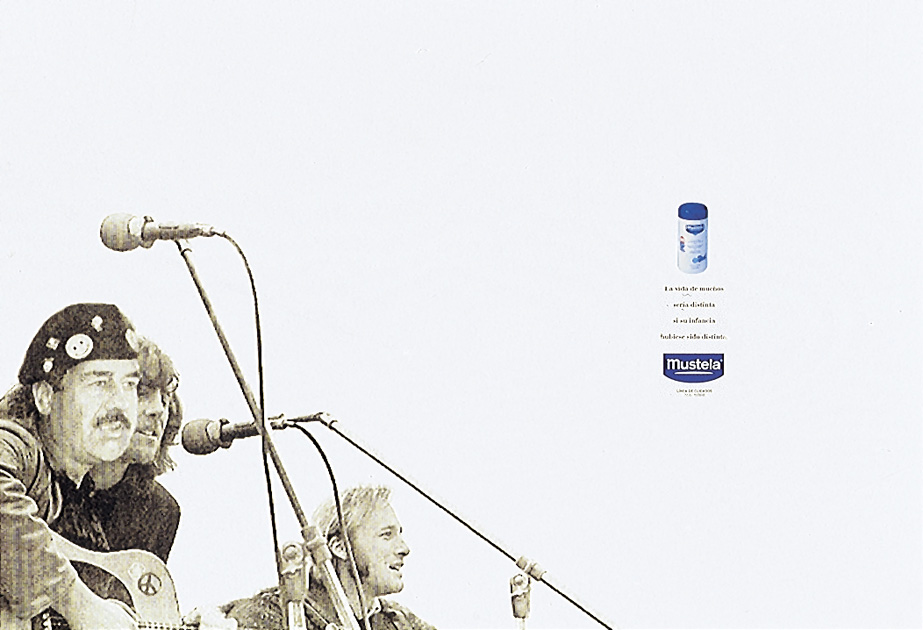 La vida de muchos
sería distinta
si su infancia
hubiese sido distinta.
Mustela